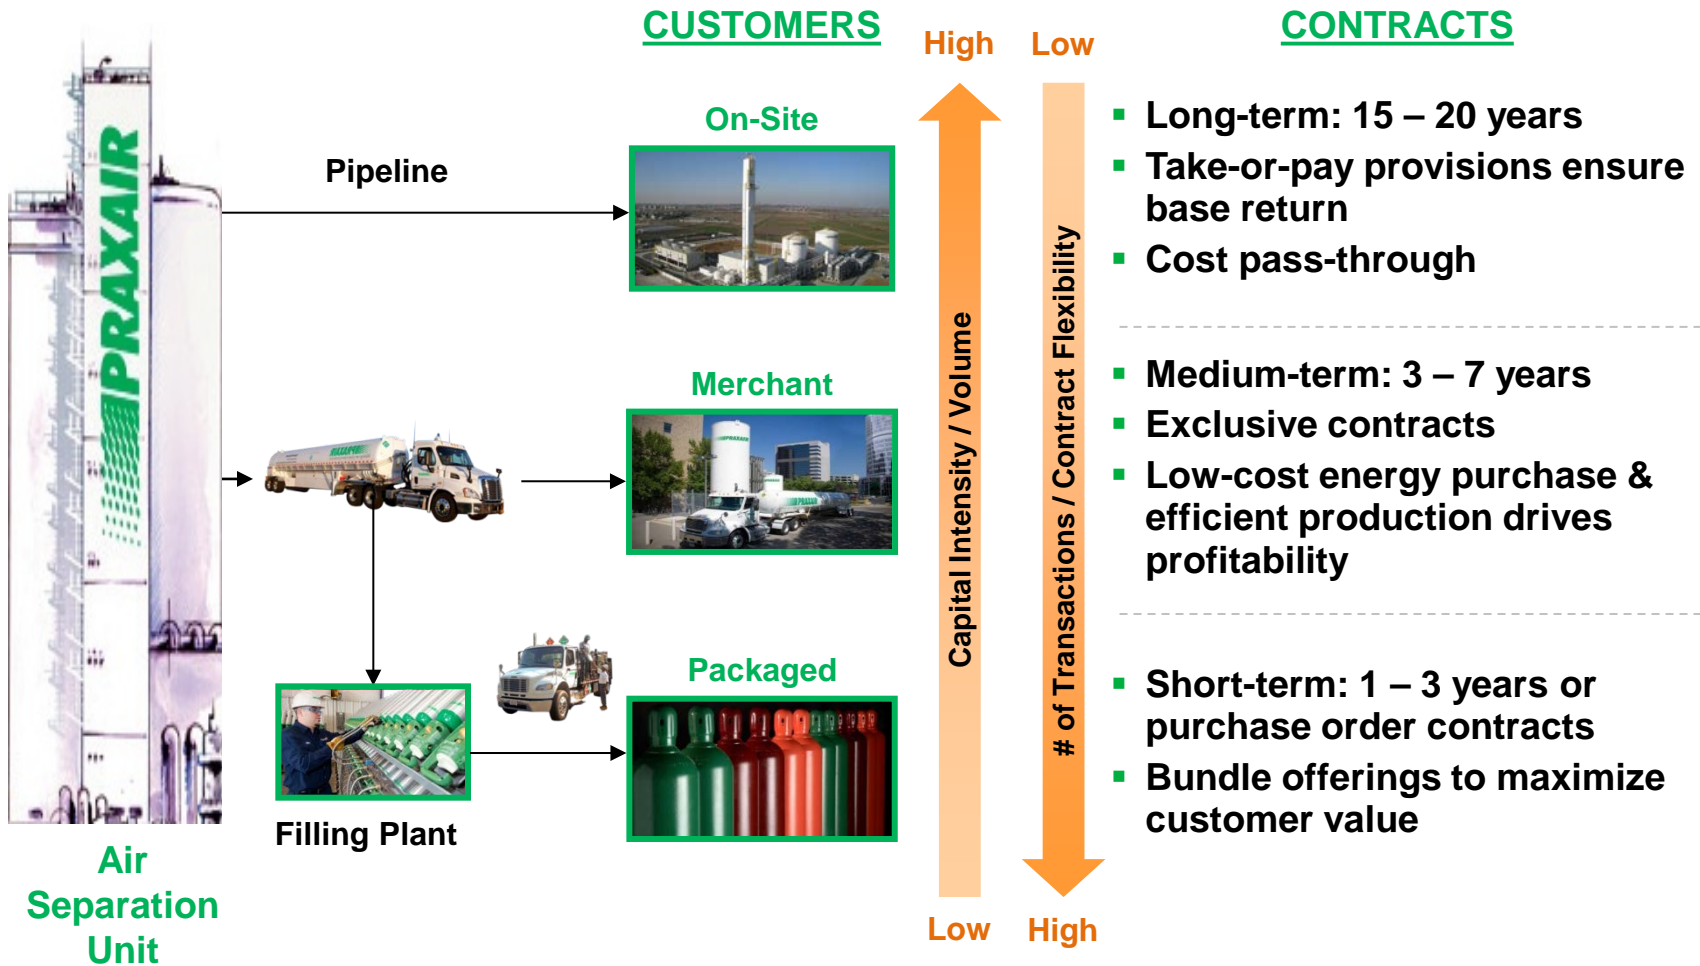 CUSTOMERS
CONTRACTS
High
Low
On-Site
Pipeline
PRAXAIR
Long-term: 15 – 20 years
Take-or-pay provisions ensure
base return
Cost pass-through
Capital Intensity / Volume
# of Transactions / Contract Flexibility
Merchant
PRAXAIR
PRAXAIR
PRAXAIR
Medium-term: 3 – 7 years
Exclusive contracts
Low-cost energy purchase &
efficient production drives
profitability
Packaged
Short-term: 1 – 3 years or
purchase order contracts
Bundle offerings to maximize
customer value
Filling Plant
Air
Separation
Unit
Low
High